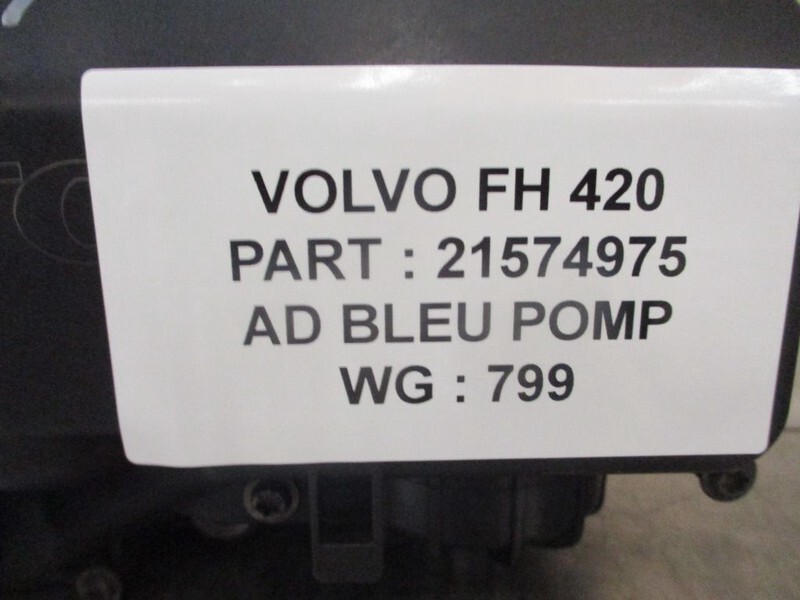 VOLVO FH 420
PART : 21574975
AD BLEU POMP
WG : 799